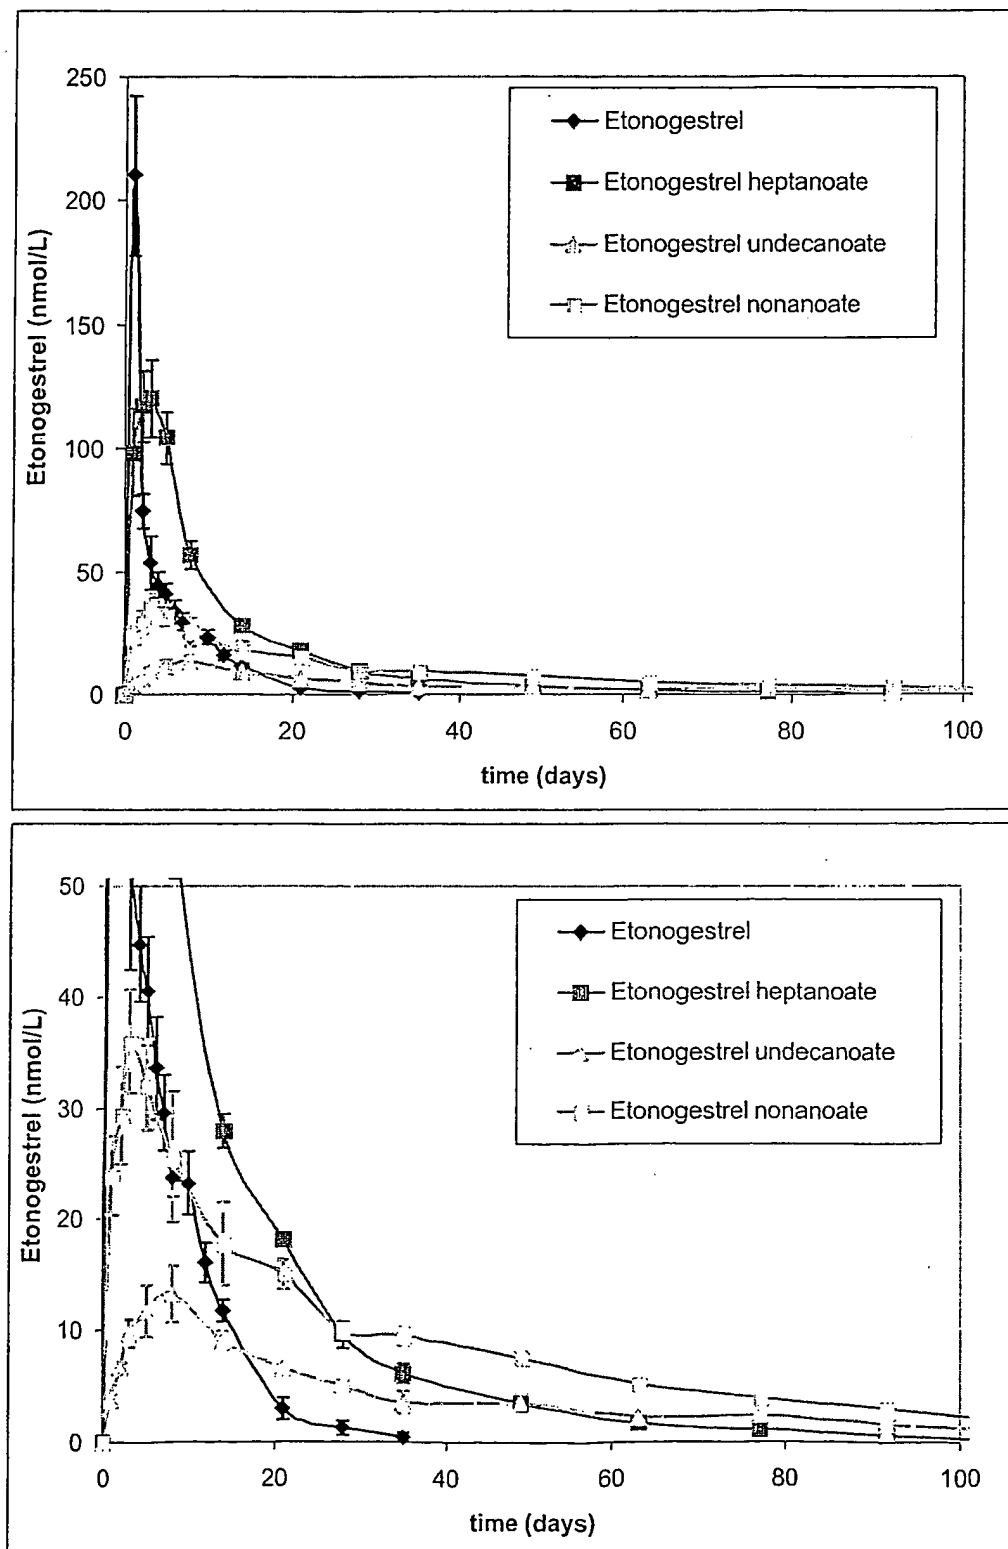 250
200
150
100
50
0
Etonogestrel (nmol/L)
Etonogestrel
Etonogestrel heptanoate
Etonogestrel undecanoate
Etonogestrel nonanoate
0 20 40 60 80 100
time (days)
50
40
30
20
10
0
Etonogestrel (nmol/L)
Etonogestrel
Etonogestrel heptanoate
Etonogestrel undecanoate
Etonogestrel nonanoate
0 20 40 60 80 100
time (days)